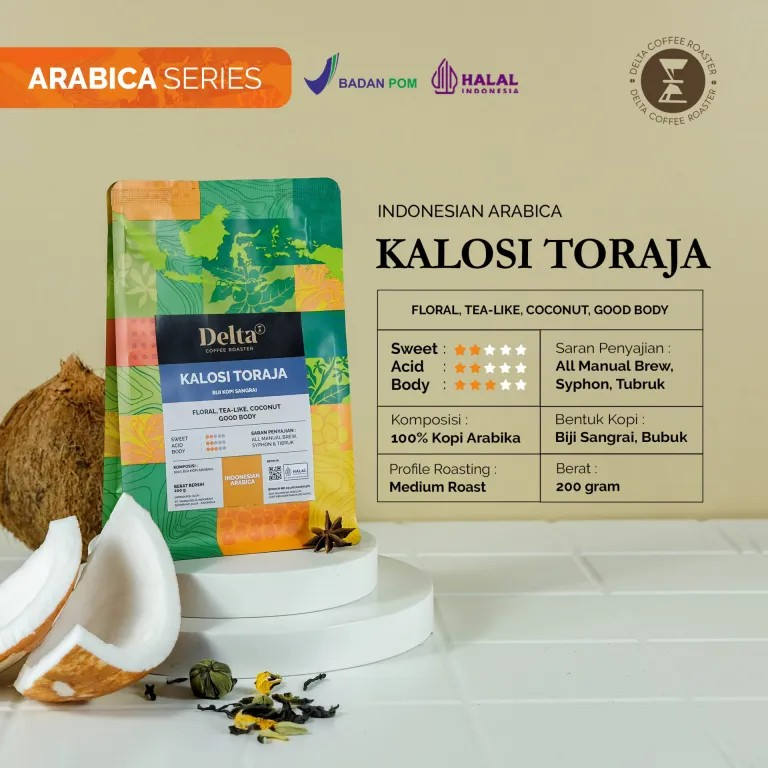 ARABICA SERIES
BADAN POM
HALAL
INDONESIA
DELTA COFFEE ROASTER
DELTA COFFEE ROASTER
INDONESIAN ARABICA
KALOSI TORAJA
FLORAL, TEA-LIKE, COCONUT, GOOD BODY
Sweet :
Acid :
Body :
Saran Penyajian :
All Manual Brew,
Syphon, Tubruk
Komposisi :
100% Kopi Arabika
Bentuk Kopi :
Biji Sangrai, Bubuk
Profile Roasting :
Medium Roast
Berat :
200 gram
Delta
COFFEE ROASTER
KALOSI TORAJA
BIJI KOPI SANGRAI
FLORAL, TEA-LIKE, COCONUT
GOOD BODY
SWEET
ACID
BODY
SARAN PENYAJIAN :
ALL MANUAL BREW,
SYPHON & TUBRUK
KOMPOSISI :
BERAT BERSIH
200 g
INDONESIAN
ARABICA
HALAL